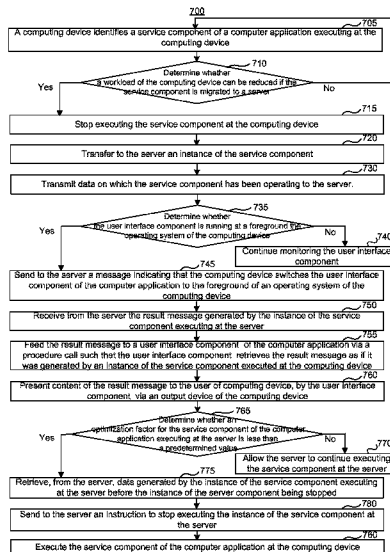 700
705
A computing device identifies a service component of a computer application executing at the
computing device
710
Determine whether
a workload of the computing device can be reduced if the
service component is migrated to a server
Yes
No
715
Stop executing the service component at the computing device
720
Transfer to the server an instance of the service component
730
Transmit data on which the service component has been operating to the server.
735
Determine whether
the user interface component is running at a foreground the
operating system of the computing device
Yes
No
740
Continue monitoring the user interface
component
745
Send to the server a message indicating that the computing device switches the user interface
component of the computer application to the foreground of an operating system of the
computing device
750
Receive from the server the result message generated by the instance of the service
component executing at the server
755
Feed the result message to a user interface component of the computer application via a
procedure call such that the user interface component retrieves the result message as if it
was generated by an instance of the service component executed at the computing device
760
Present content of the result message to the user of computing device, by the user interface
component via an output device of the computing device
765
Determine whether an
optimization factor for the service component of the computer
application executing at the server is less than
a predetermined value
Yes
No
770
Allow the server to continue executing
the service component at the server
775
Retrieve, from the server, data generated by the instance of the service component executing
at the server before the instance of the server component being stopped
780
Send to the server an instruction to stop executing the instance of the service component at
the server
760
Execute the service component of the computer application at the computing device